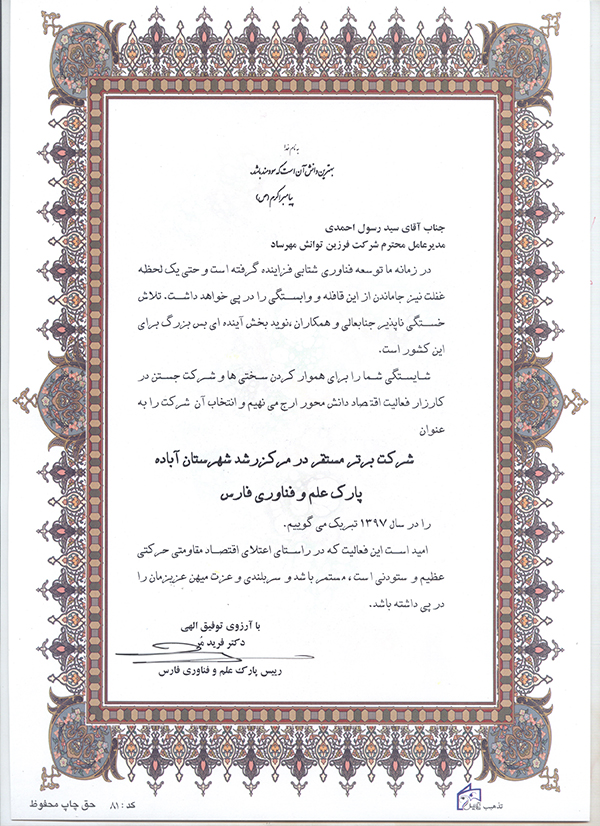 به نام خدا
بهترین دانش آن است که سودمند باشد.
پیامبر اکرم (ص)
جناب آقای سید رسول احمدی
مدیرعامل محترم شرکت فرزین توانش مهرساد
در زمانه ما توسعه فناوری شتابی فزاینده گرفته است و حتی یک لحظه
غفلت نیز جاماندن از این قافله و وابستگی را در پی خواهد داشت. تلاش
خستگی ناپذیر جنابعالی و همکاران ،نوید بخش آینده ای بس بزرگ برای
این کشور است.
شایستگی شما را برای هموار کردن سختی ها و شرکت جستن در
کارزار فعالیت اقتصاد دانش محور ارج می نهیم و انتخاب آن شرکت را به
عنوان
شرکت برتر مستقر در مرکز رشد شهرستان آباده
پارک علم و فناوری فارس
را در سال ۱۳۹۷ تبریک می گوییم.
امید است این فعالیت که در راستای اعتلای اقتصاد مقاومتی حرکتی
عظیم و ستودنی است ، مستمر باشد و سربلندی و عزت میهن عزیزمان را
در پی داشته باشد.
با آرزوی توفیق الهی
دکتر فرید
رییس پارک علم و فناوری فارس
تذهیب
کد : ۸۱
حق چاپ محفوظ